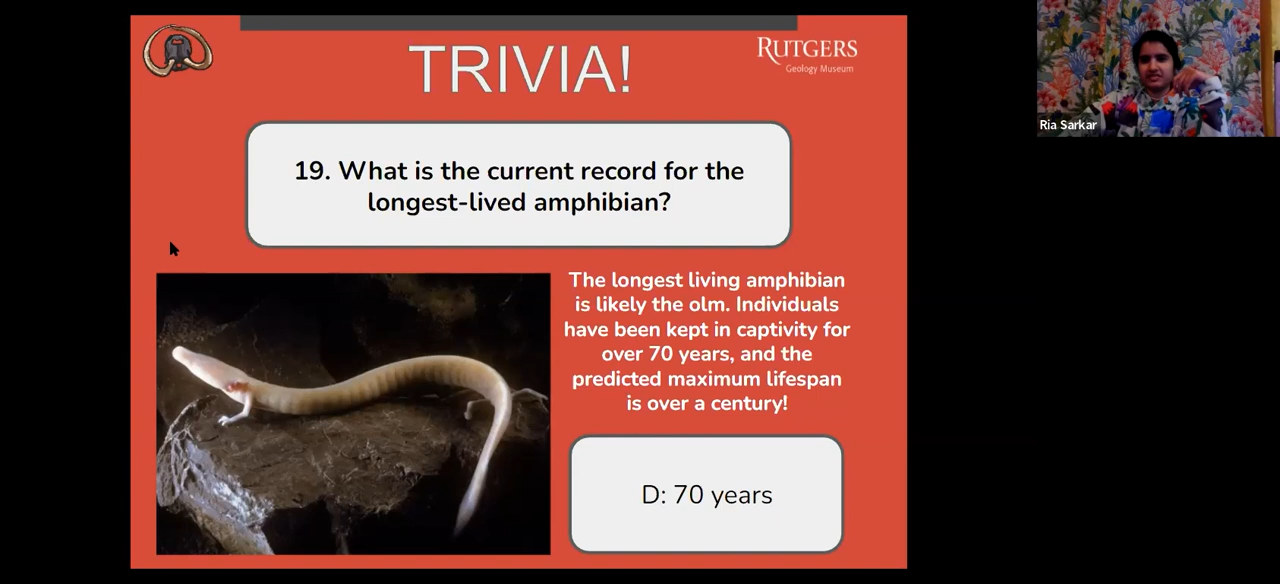 TRIVIA!
RUTGERS
Geology Museum
Ria Sarkar
19. What is the current record for the
longest-lived amphibian?
The longest living amphibian
is likely the olm. Individuals
have been kept in captivity for
over 70 years, and the
predicted maximum lifespan
is over a century!
D: 70 years